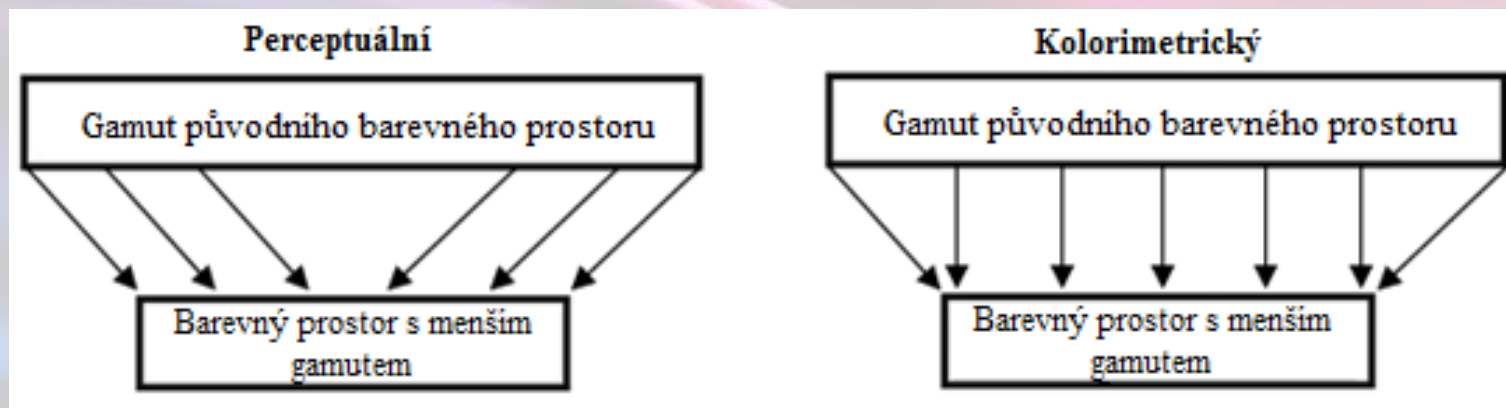 Perceptuální
Gamut původního barevného prostoru
Barevný prostor s menším
gamutem
Kolorimetrický
Gamut původního barevného prostoru
Barevný prostor s menším
gamutem